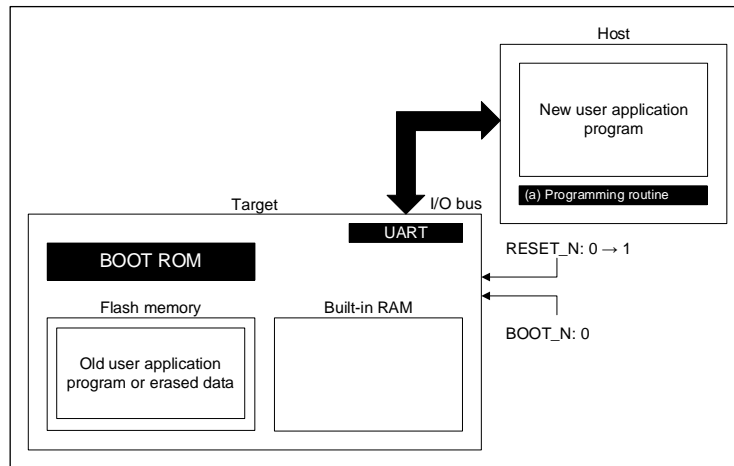 Host
New user application
program
(a) Programming routine
Target
I/O bus
UART
BOOT ROM
RESET_N: 0 → 1
Flash memory
Built-in RAM
BOOT_N: 0
Old user application
program or erased data